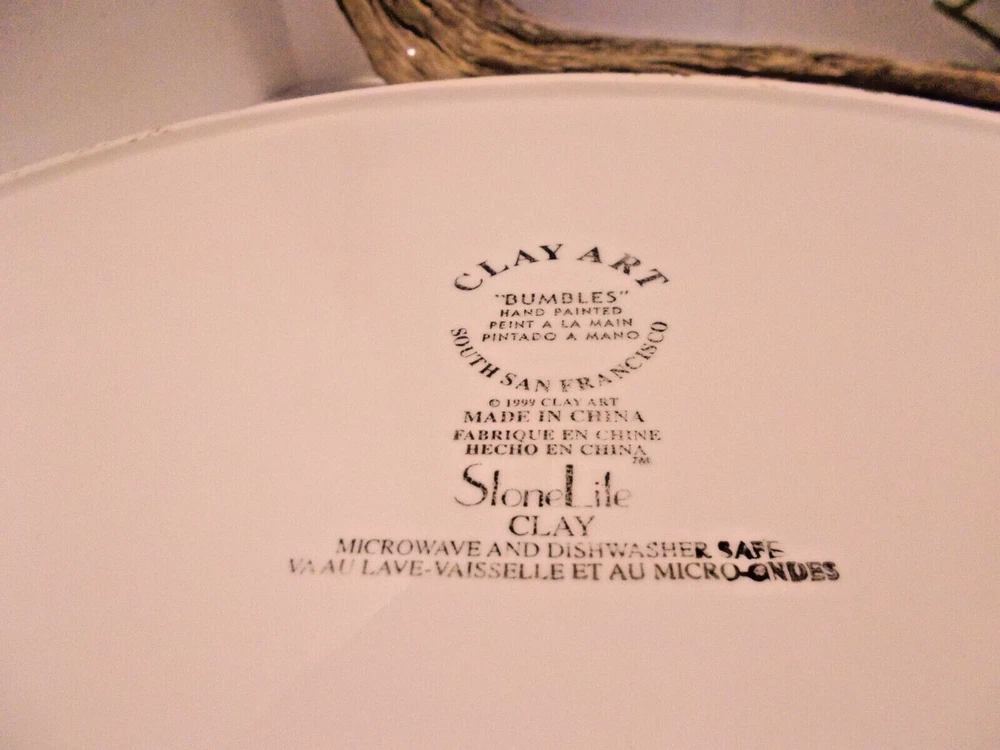 CLAY ART
"BUMBLES"
HAND PAINTED
PEINT A LA MAIN
PINTADO A MANO
SOUTH SAN FRANCISCO
© 1999 CLAY ART
MADE IN CHINA
FABRIQUE EN CHINE
HECHO EN CHINA
StoneLite™
CLAY
MICROWAVE AND DISHWASHER SAFE
VA AU LAVE-VAISSELLE ET AU MICRO-ONDES